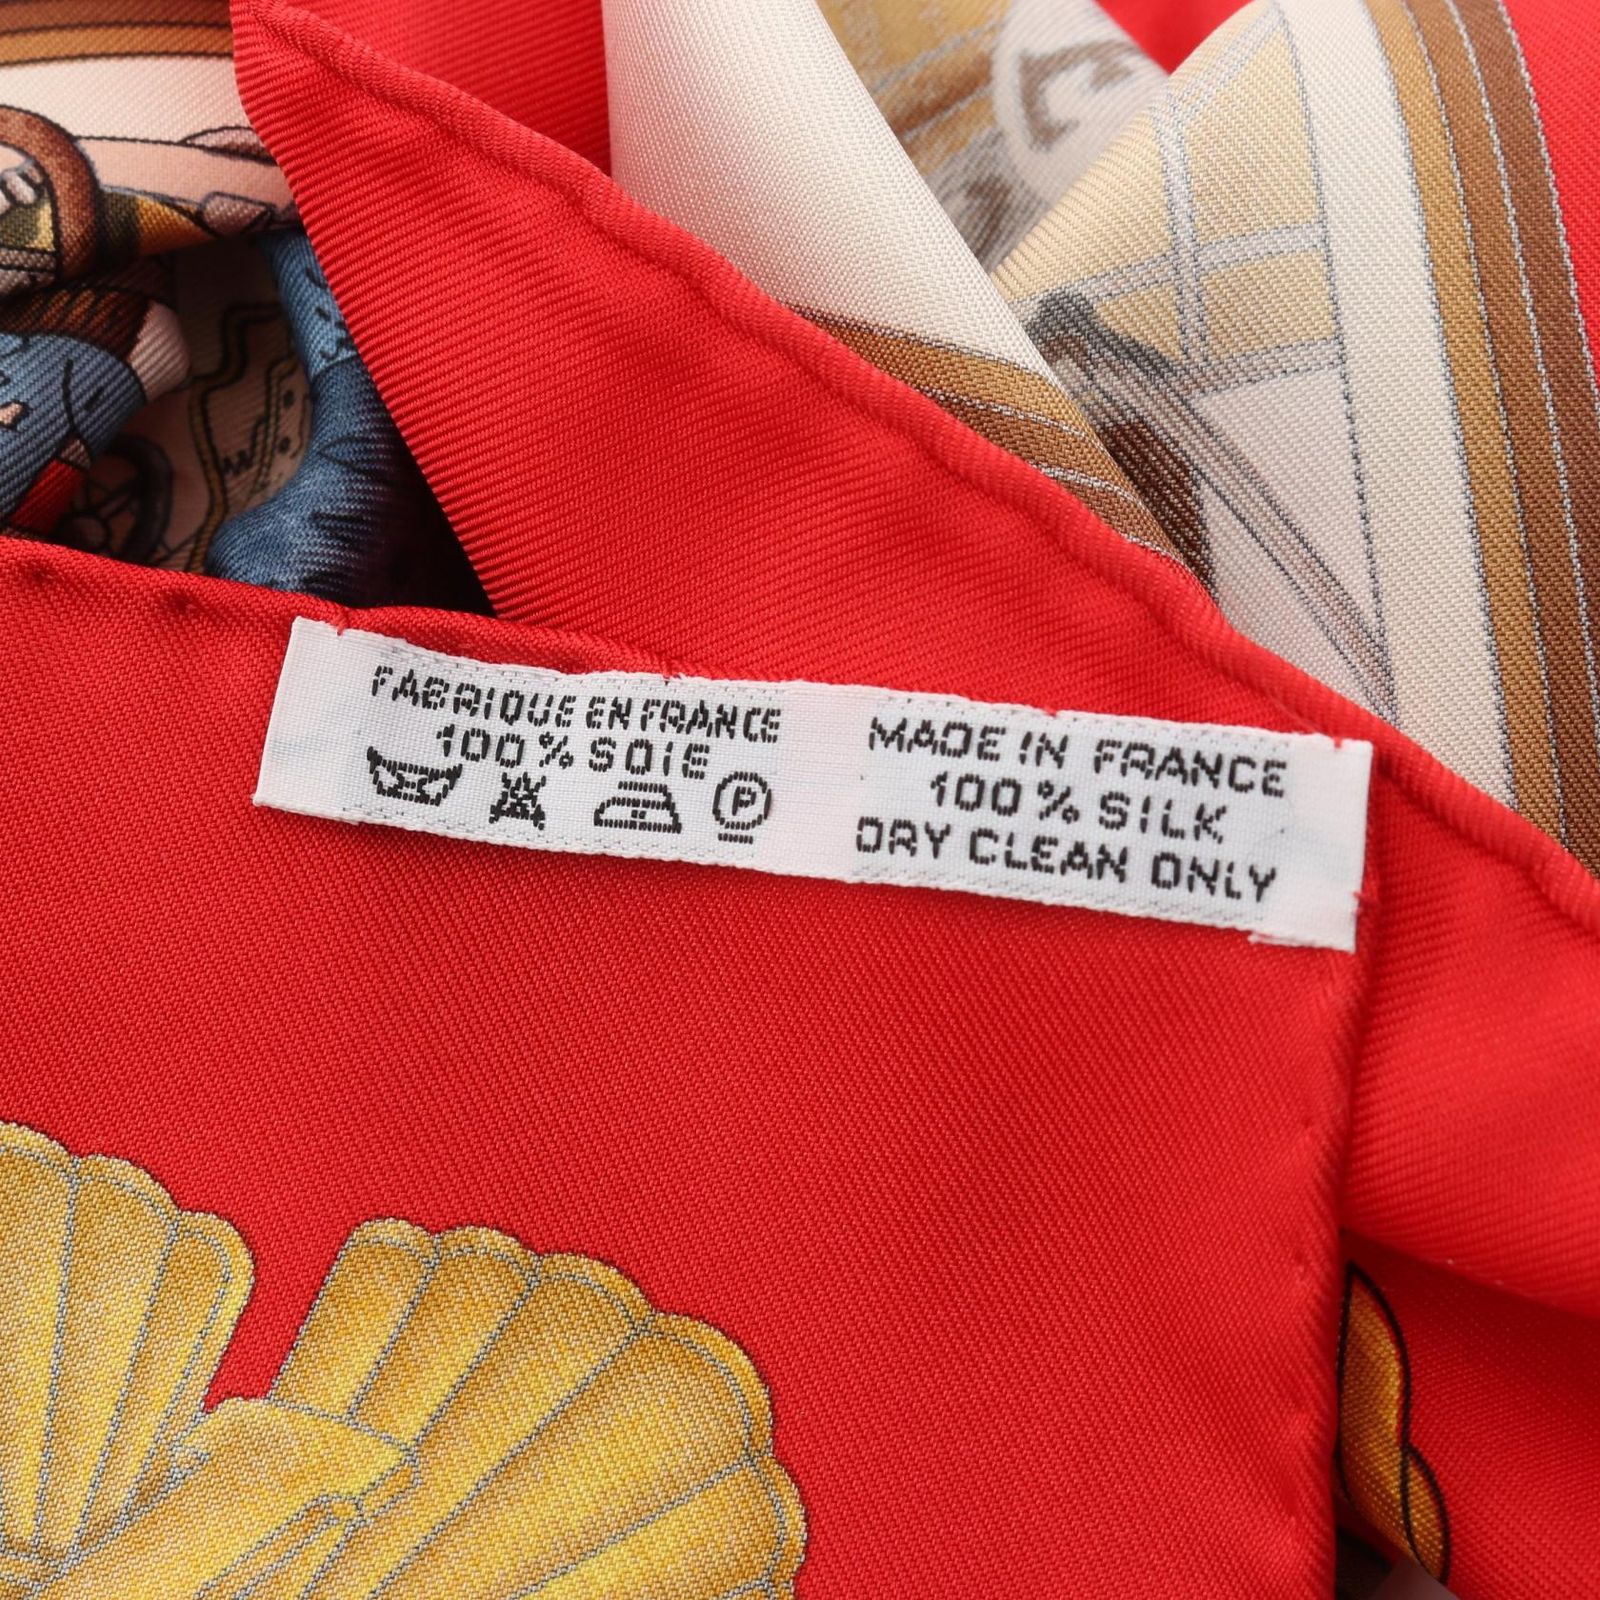 FABRIQUE EN FRANCE
100% SOIE
P
MADE IN FRANCE
100% SILK
DRY CLEAN ONLY